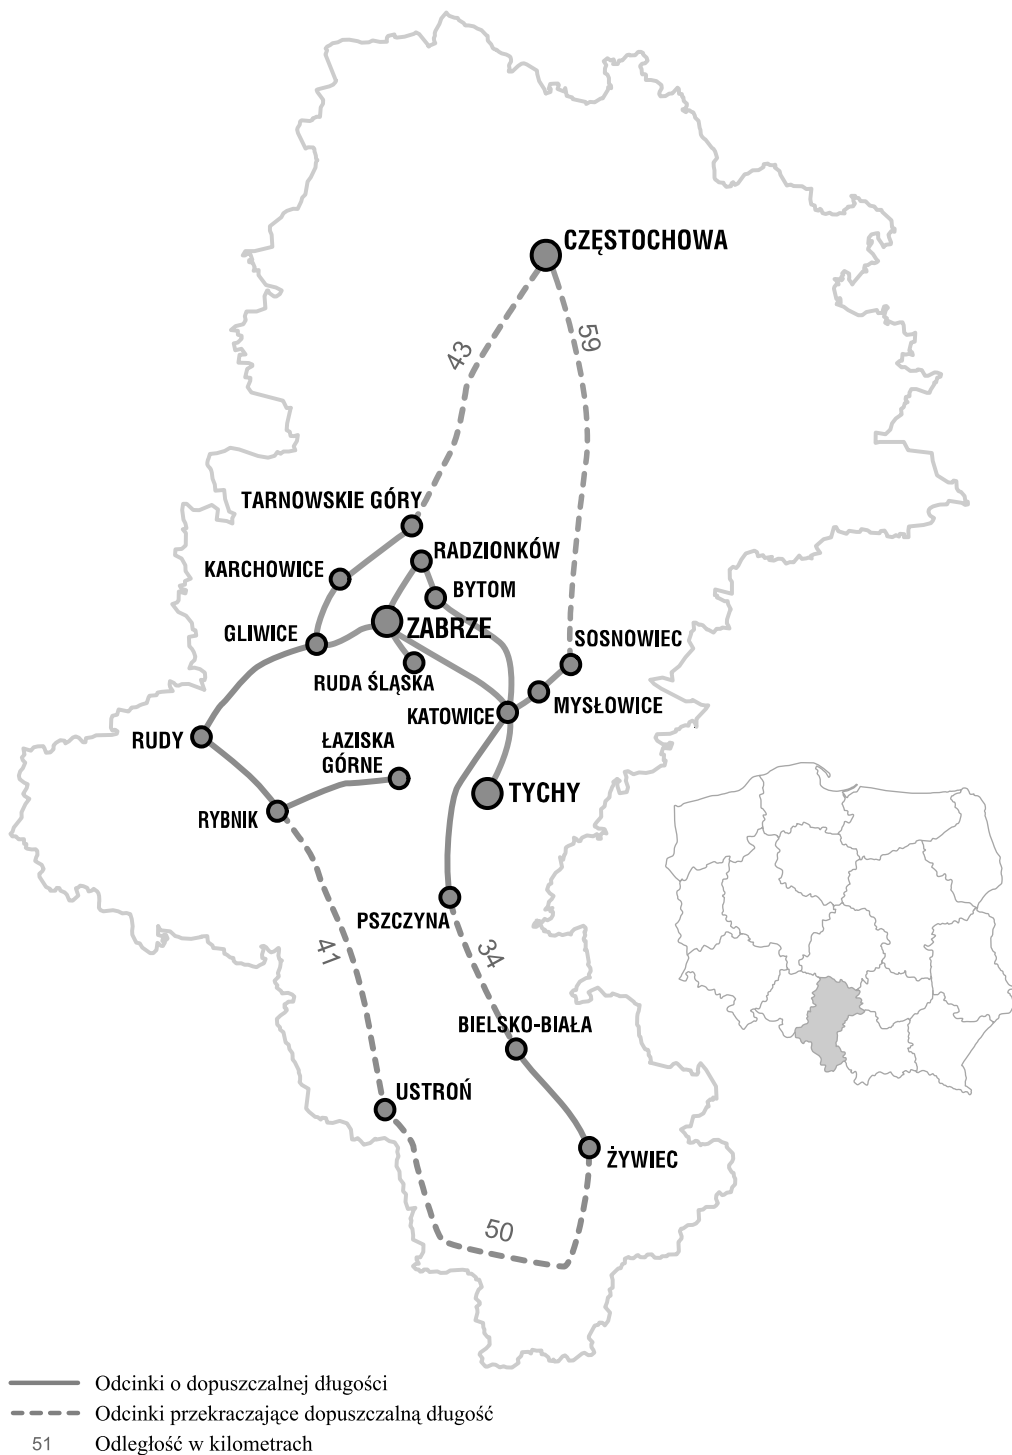 CZĘSTOCHOWA
59
43
TARNOWSKIE GÓRY
RADZIONKÓW
KARCHOWICE
BYTOM
ZABRZE
GLIWICE
SOSNOWIEC
RUDA ŚLĄSKA
MYSŁOWICE
KATOWICE
RUDY
ŁAZISKA
GÓRNE
TYCHY
RYBNIK
PSZCZYNA
41
34
BIELSKO-BIAŁA
USTROŃ
ŻYWIEC
50
Odcinki o dopuszczalnej długości
Odcinki przekraczające dopuszczalną długość
51 Odległość w kilometrach